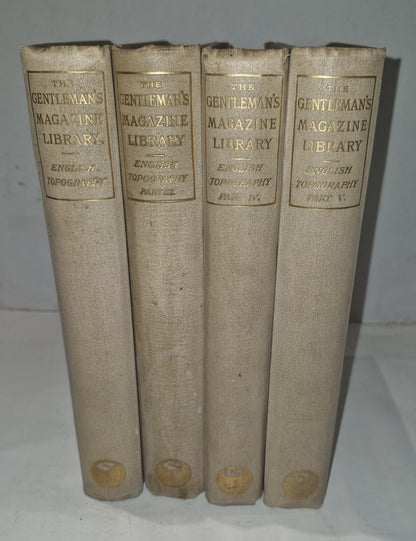 THE
GENTLEMAN'S
MAGAZINE
LIBRARY.
ENGLISH
TOPOGRAPHY
THE
GENTLEMAN'S
MAGAZINE
LIBRARY
ENGLISH
TOPOGRAPHY
THE
GENTLEMAN'S
MAGAZINE
LIBRARY
ENGLISH
TOPOGRAPHY
PART IV.
THE
GENTLEMAN'S
MAGAZINE
LIBRARY
ENGLISH
TOPOGRAPHY
PART V.